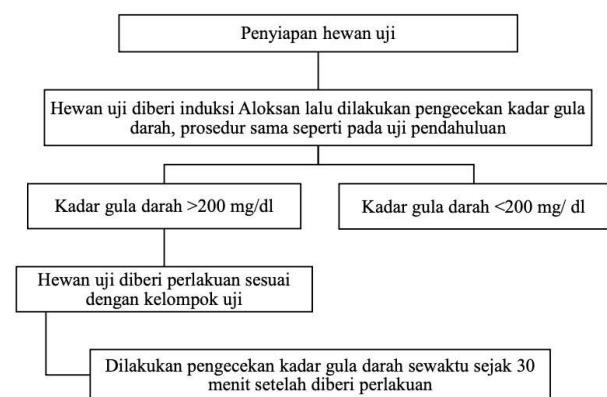 Penyiapan hewan uji
Hewan uji diberi induksi Aloksan lalu dilakukan pengecekan kadar gula
darah, prosedur sama seperti pada uji pendahuluan
Kadar gula darah >200 mg/dl
Kadar gula darah <200 mg/ dl
Hewan uji diberi perlakuan sesuai
dengan kelompok uji
Dilakukan pengecekan kadar gula darah sewaktu sejak 30
menit setelah diberi perlakuan